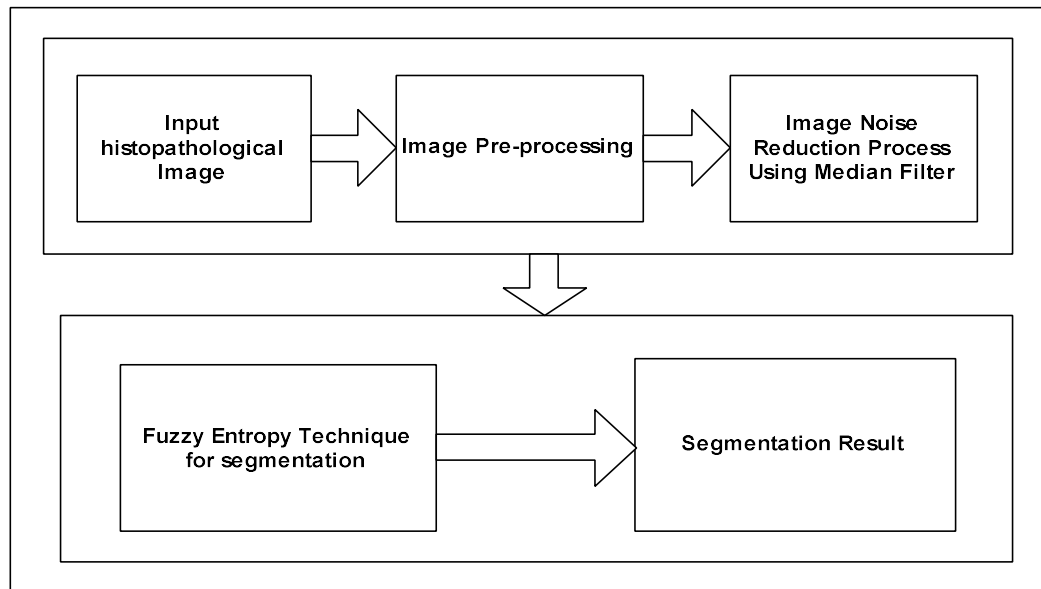 Input
histopathological
Image
Image Pre-processing
Image Noise
Reduction Process
Using Median Filter
Fuzzy Entropy Technique
for segmentation
Segmentation Result